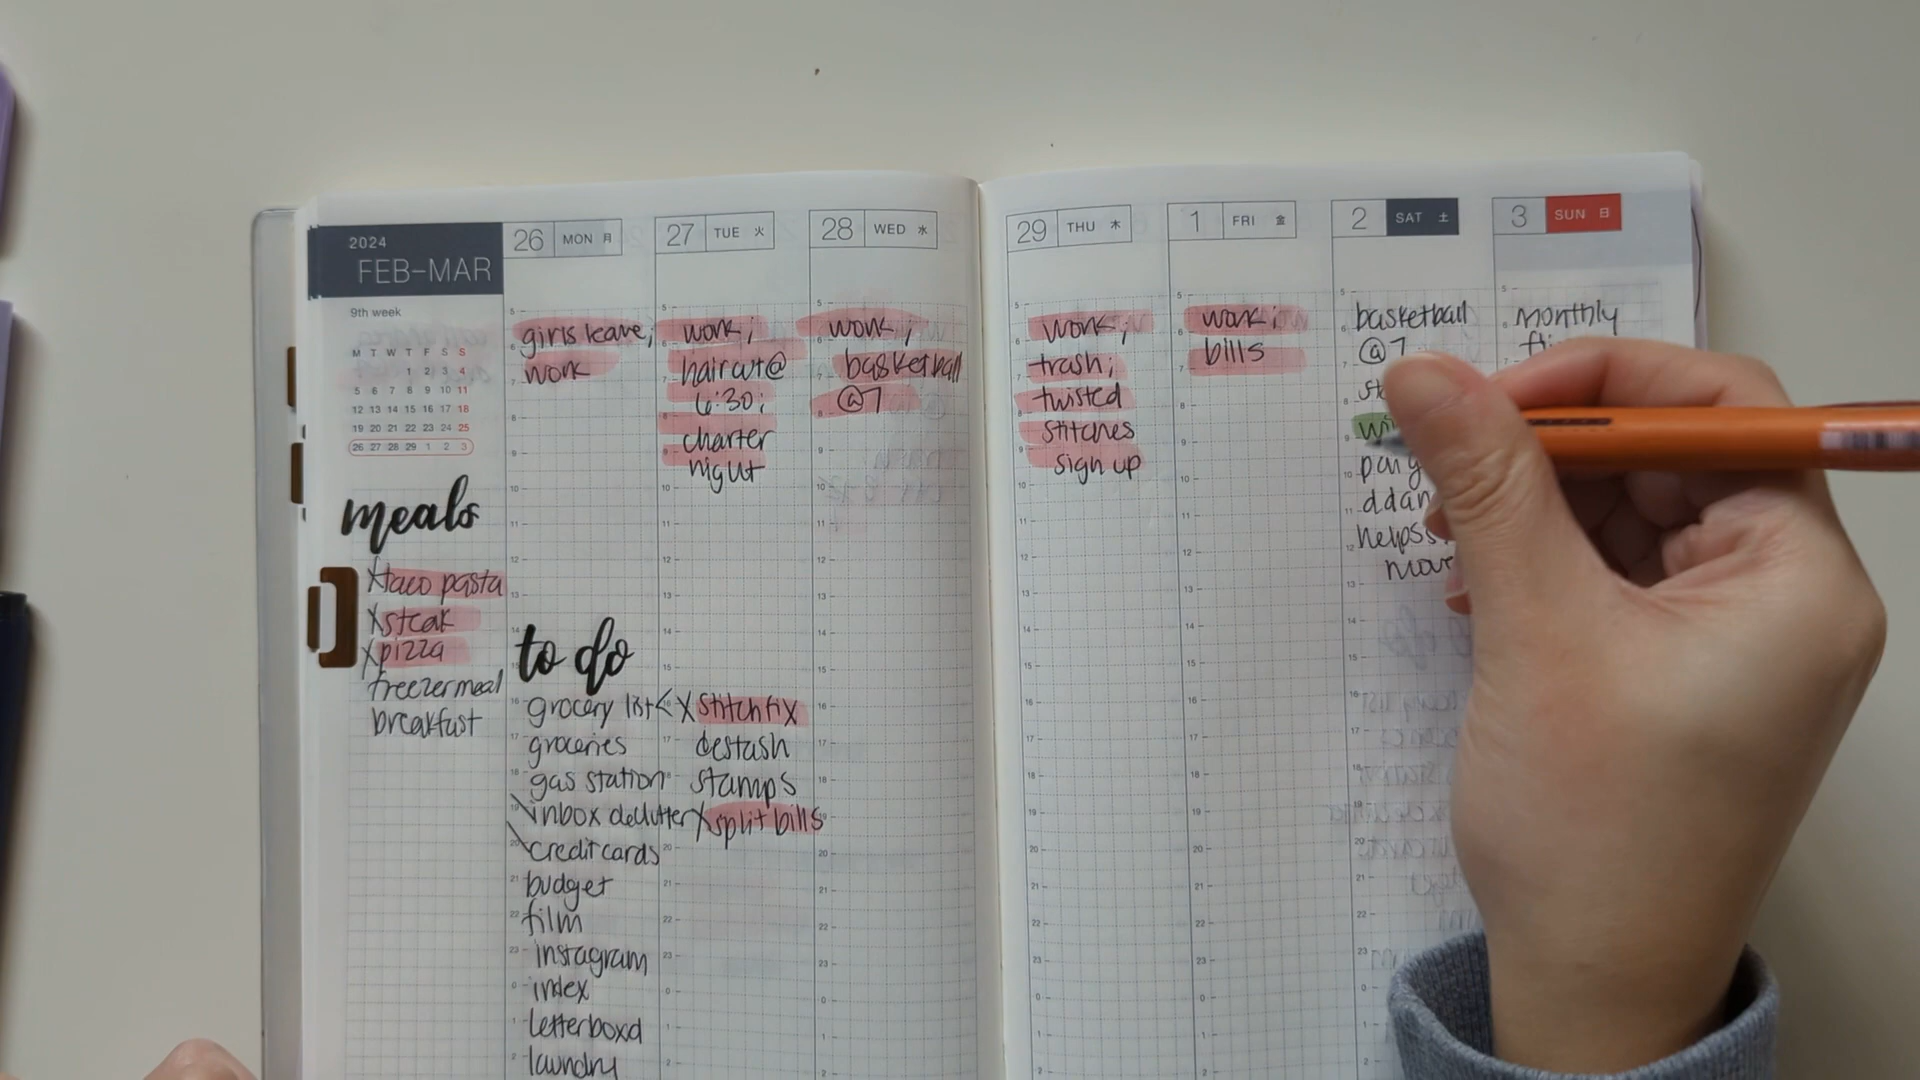 2024
FEB-MAR
9th week
M T W T F S S
1 2 3 4
5 6 7 8 9 10 11
12 13 14 15 16 17 18
19 20 21 22 23 24 25
26 27 28 29 1 2 3
meals
X taco pasta
X steak
X pizza
freezer meal
breakfast
26 MON 月
girls leave;
work
to do
grocery list <
groceries
gas station
\ inbox declutter
\ credit cards
budget
film
instagram
index
letterboxd
laundry
X stitch fix
destash
stamps
X split bills
27 TUE 火
work;
haircut @
6:30;
charter
night
28 WED 水
work;
basketball
@7
29 THU 木
work;
trash;
twisted
stitches
sign up
1 FRI 金
work;
bills
2 SAT 土
basketball
@7
3 SUN 日
monthly